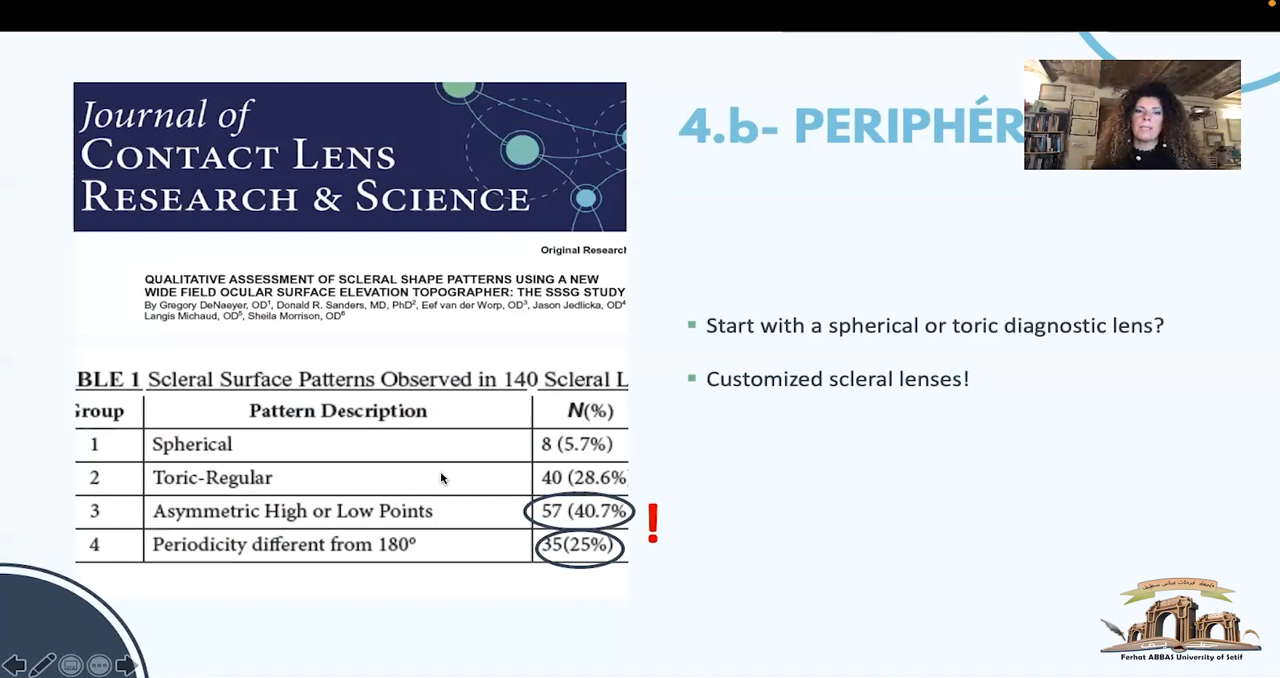 Journal of
CONTACT LENS
RESEARCH & SCIENCE
Original Research
QUALITATIVE ASSESSMENT OF SCLERAL SHAPE PATTERNS USING A NEW
WIDE FIELD OCULAR SURFACE ELEVATION TOPOGRAPHER: THE SSSG STUDY
By Gregory DeNaeyer, OD1, Donald R. Sanders, MD, PhD2, Eef van der Worp, OD3, Jason Jedlicka, OD4
Langis Michaud, OD5, Sheila Morrison, OD6
BLE 1 Scleral Surface Patterns Observed in 140 Scleral L
Group Pattern Description N(%)
1 Spherical 8 (5.7%)
2 Toric-Regular 40 (28.6%
3 Asymmetric High or Low Points 57 (40.7%
4 Periodicity different from 180º 35(25%)
!
4.b- PERIPHÉR
▪ Start with a spherical or toric diagnostic lens?
▪ Customized scleral lenses!
Ferhat ABBAS University of Setif